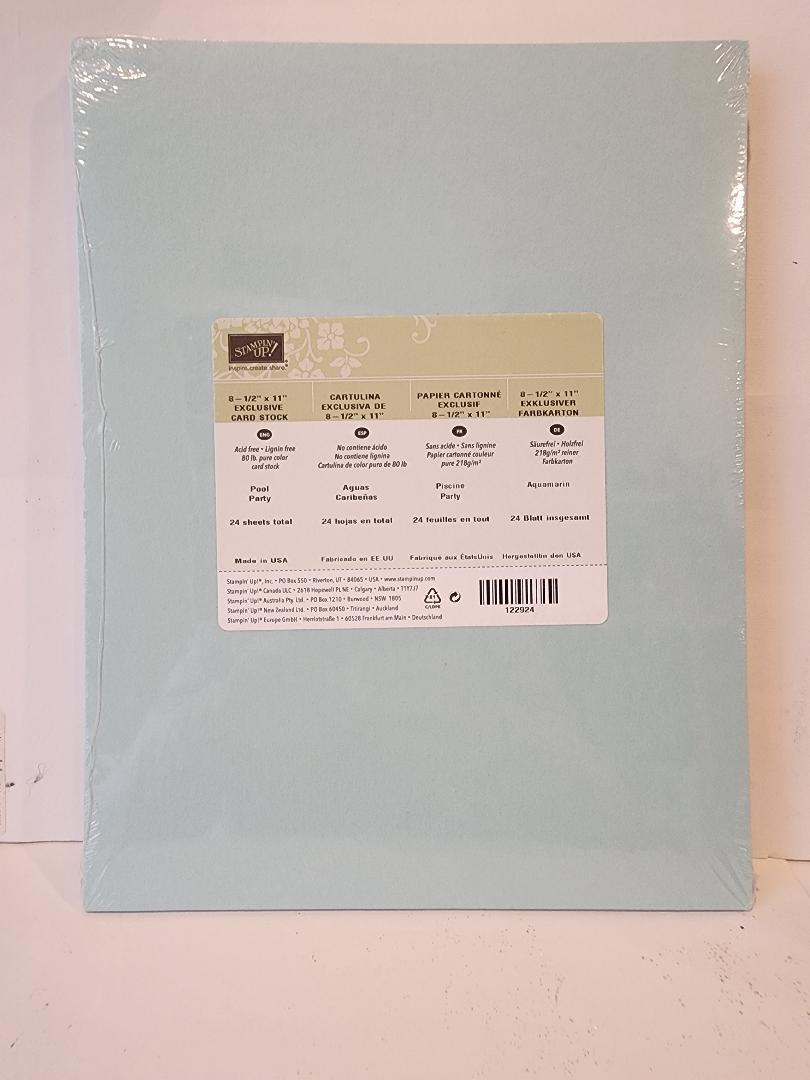 STAMPIN' UP!
inspire.create.share.
8–1/2" x 11"
EXCLUSIVE
CARD STOCK
ENG
Acid free • Lignin free
80 lb. pure color
card stock
Pool
Party
24 sheets total
Made in USA
CARTULINA
EXCLUSIVA DE
8–1/2" x 11"
ESP
No contiene ácido
No contiene lignina
Cartulina de color puro de 80 lb
Aguas
Caribeñas
24 hojas en total
Fabricado en EE UU
PAPIER CARTONNÉ
EXCLUSIF
8–1/2" x 11"
FR
Sans acide • Sans lignine
Papier cartonné couleur
pure 218g/m²
Piscine
Party
24 feuilles en tout
Fabriqué aux ÉtatsUnis
8–1/2" x 11"
EXKLUSIVER
FARBKARTON
DE
Säurefrei • Holzfrei
218g/m² reiner
Farbkarton
Aquamarin
24 Blatt insgesamt
Hergestelltin den USA
Stampin' Up!®, Inc. • PO Box 550 • Riverton, UT • 84065 • USA • www.stampinup.com
Stampin' Up!® Canada ULC • 2618 Hopewell Pl NE • Calgary • Alberta • T1Y7J7
Stampin' Up!® Australia Pty. Ltd. • PO Box 1210 • Burwood • NSW 1805
Stampin' Up!® New Zealand Ltd. • PO Box 60450 • Titirangi • Auckland
Stampin' Up!® Europe GmbH • Herriotstraße 1 • 60528 Frankfurt am Main • Deutschland
81
C/LDPE
122924